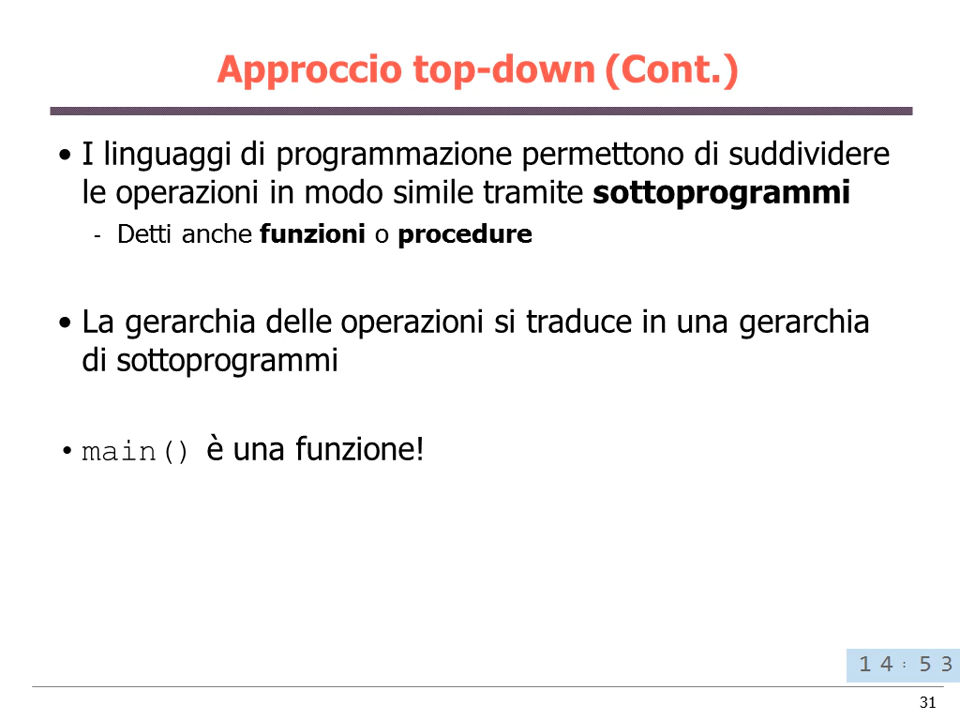 Approccio top-down (Cont.)
• I linguaggi di programmazione permettono di suddividere
le operazioni in modo simile tramite sottoprogrammi
- Detti anche funzioni o procedure
• La gerarchia delle operazioni si traduce in una gerarchia
di sottoprogrammi
• main() è una funzione!
14:53
31